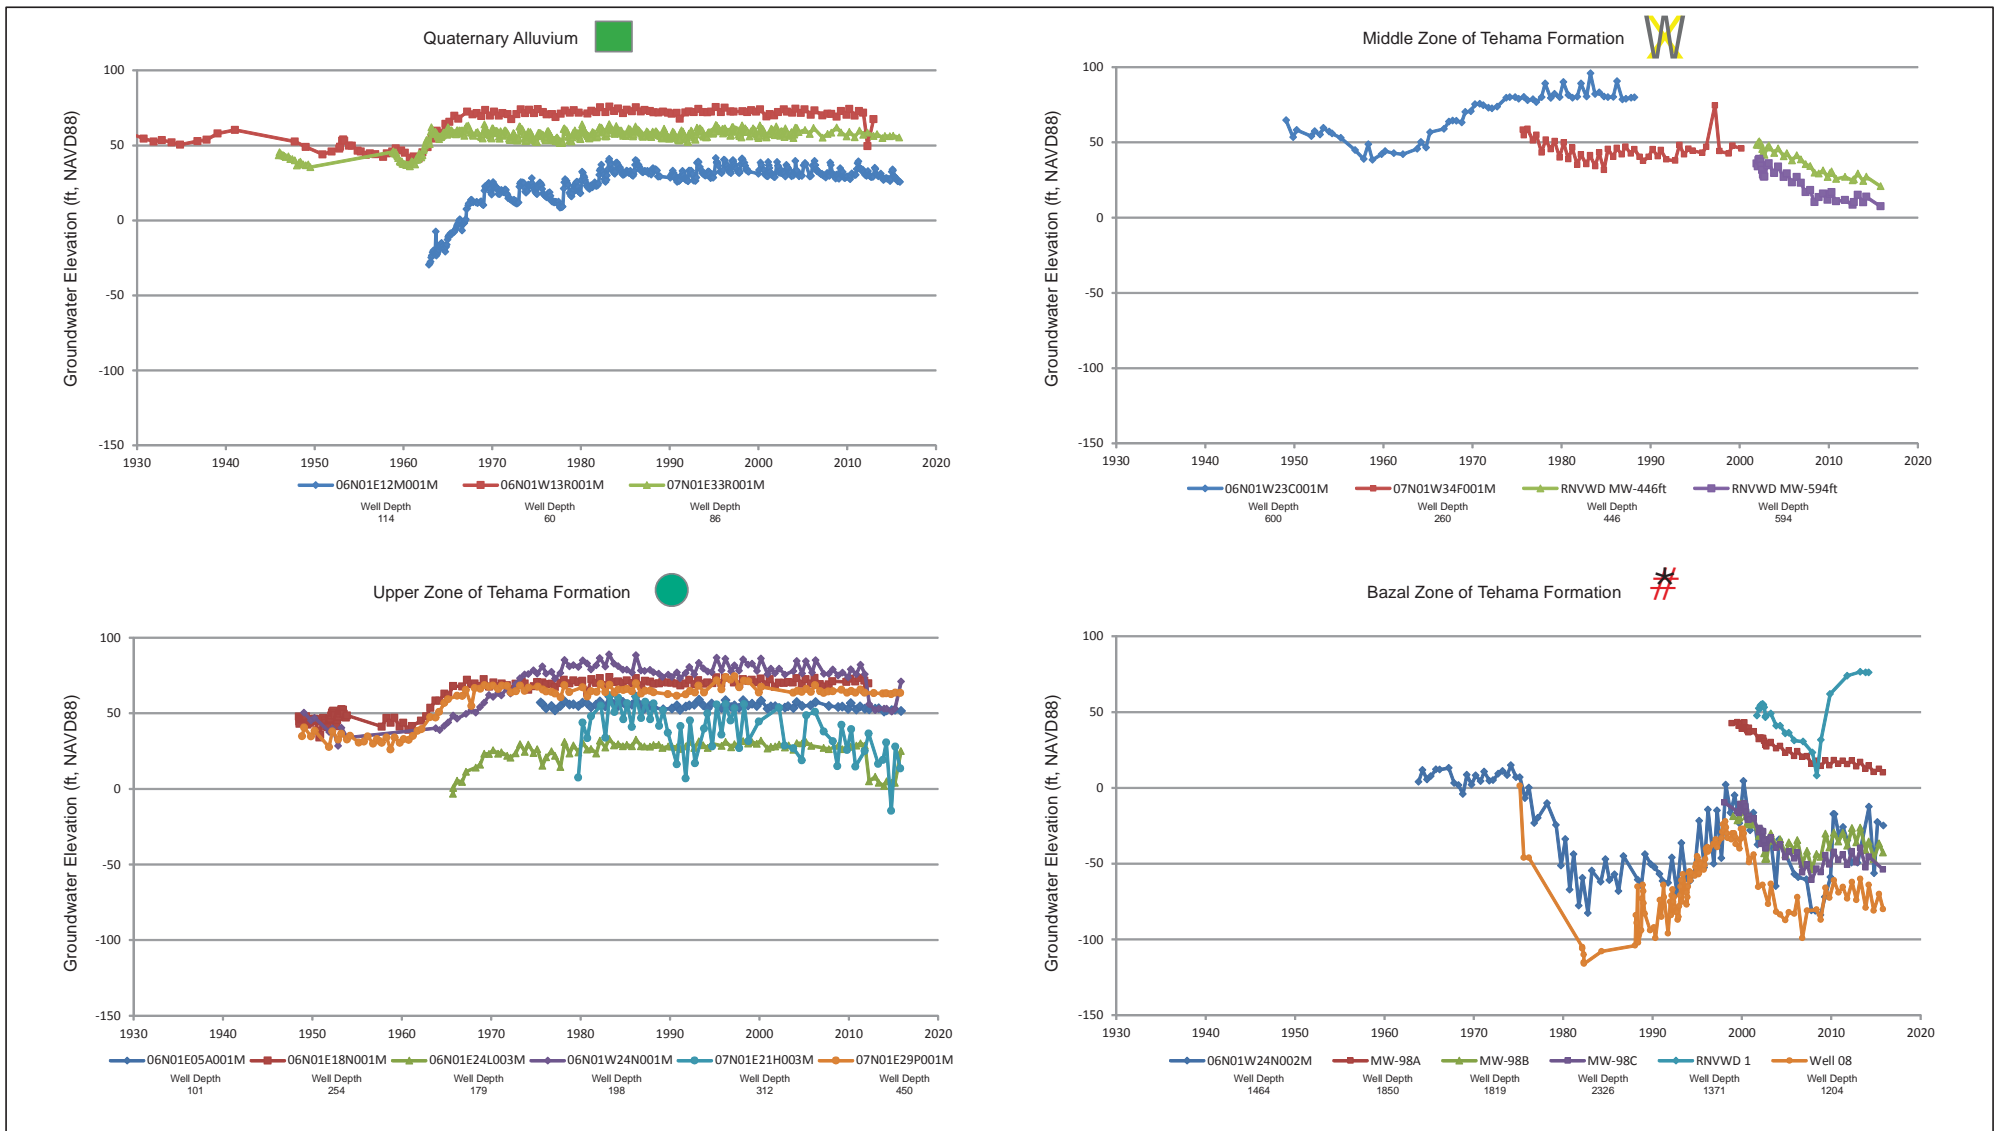 Quaternary Alluvium
Groundwater Elevation (ft, NAVD88)
100
50
0
-50
-100
-150
1930 1940 1950 1960 1970 1980 1990 2000 2010 2020
06N01E12M001M 06N01W13R001M 07N01E33R001M
Well Depth Well Depth Well Depth
114 60 86
Middle Zone of Tehama Formation
Groundwater Elevation (ft, NAVD88)
100
50
0
-50
-100
-150
1930 1940 1950 1960 1970 1980 1990 2000 2010 2020
06N01W23C001M 07N01W34F001M RNVWD MW-446ft RNVWD MW-594ft
Well Depth Well Depth Well Depth Well Depth
600 260 446 594
Upper Zone of Tehama Formation
Groundwater Elevation (ft, NAVD88)
100
50
0
-50
-100
-150
1930 1940 1950 1960 1970 1980 1990 2000 2010 2020
06N01E05A001M 06N01E18N001M 06N01E24L003M 06N01W24N001M 07N01E21H003M 07N01E29P001M
Well Depth Well Depth Well Depth Well Depth Well Depth Well Depth
101 254 179 198 312 450
Bazal Zone of Tehama Formation
#*
Groundwater Elevation (ft, NAVD88)
100
50
0
-50
-100
-150
1930 1940 1950 1960 1970 1980 1990 2000 2010 2020
06N01W24N002M MW-98A MW-98B MW-98C RNVWD 1 Well 08
Well Depth Well Depth Well Depth Well Depth Well Depth Well Depth
1464 1850 1819 2326 1371 1204